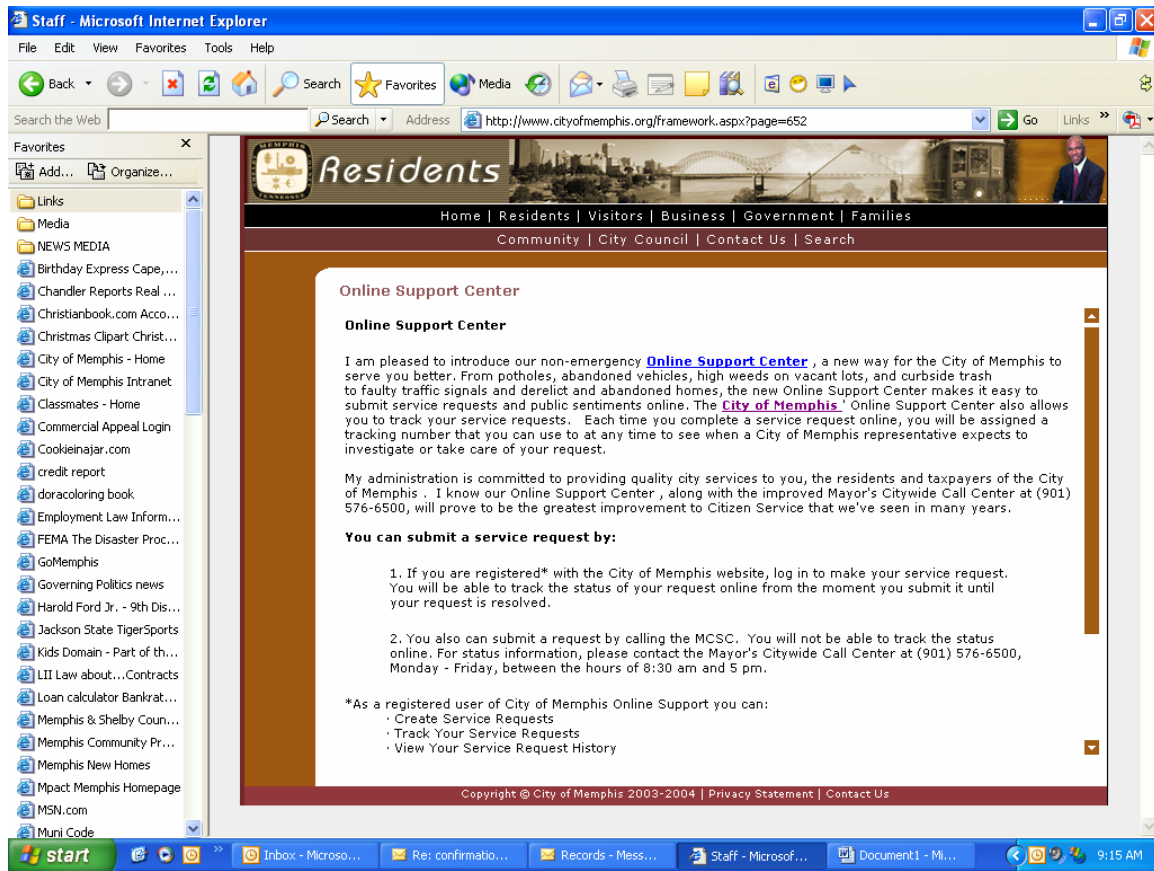 Staff - Microsoft Internet Explorer
File Edit View Favorites Tools Help
Back Search Favorites Media
Search the Web Search Address http://www.cityofmemphis.org/framework.aspx?page=652 Go Links »
Favorites x
Add... Organize...
Links
Media
NEWS MEDIA
Birthday Express Cape,...
Chandler Reports Real ...
Christianbook.com Acco...
Christmas Clipart Christ...
City of Memphis - Home
City of Memphis Intranet
Classmates - Home
Commercial Appeal Login
Cookieinajar.com
credit report
doracoloring book
Employment Law Inform...
FEMA The Disaster Proc...
GoMemphis
Governing Politics news
Harold Ford Jr. - 9th Dis...
Jackson State TigerSports
Kids Domain - Part of th...
LII Law about...Contracts
Loan calculator Bankrat...
Memphis & Shelby Coun...
Memphis Community Pr...
Memphis New Homes
Mpact Memphis Homepage
MSN.com
Muni Code
MEMPHIS
TENNESSEE
Residents
Home | Residents | Visitors | Business | Government | Families
Community | City Council | Contact Us | Search
Online Support Center
Online Support Center
I am pleased to introduce our non-emergency Online Support Center , a new way for the City of Memphis to
serve you better. From potholes, abandoned vehicles, high weeds on vacant lots, and curbside trash
to faulty traffic signals and derelict and abandoned homes, the new Online Support Center makes it easy to
submit service requests and public sentiments online. The City of Memphis ' Online Support Center also allows
you to track your service requests. Each time you complete a service request online, you will be assigned a
tracking number that you can use to at any time to see when a City of Memphis representative expects to
investigate or take care of your request.
My administration is committed to providing quality city services to you, the residents and taxpayers of the City
of Memphis . I know our Online Support Center , along with the improved Mayor's Citywide Call Center at (901)
576-6500, will prove to be the greatest improvement to Citizen Service that we've seen in many years.
You can submit a service request by:
1. If you are registered* with the City of Memphis website, log in to make your service request.
You will be able to track the status of your request online from the moment you submit it until
your request is resolved.
2. You also can submit a request by calling the MCSC. You will not be able to track the status
online. For status information, please contact the Mayor's Citywide Call Center at (901) 576-6500,
Monday - Friday, between the hours of 8:30 am and 5 pm.
*As a registered user of City of Memphis Online Support you can:
· Create Service Requests
· Track Your Service Requests
· View Your Service Request History
Copyright © City of Memphis 2003-2004 | Privacy Statement | Contact Us
start » Inbox - Microso... Re: confirmatio... Records - Mess... Staff - Microsof... Document1 - Mi... 9:15 AM